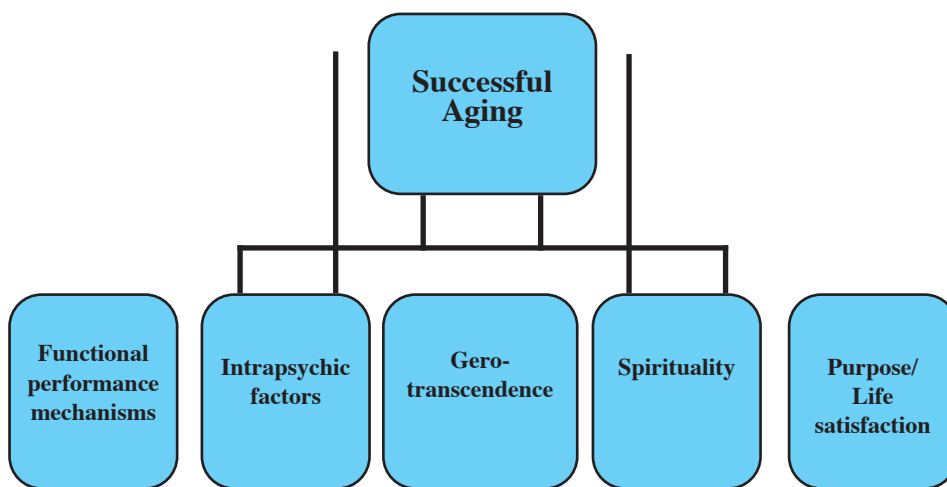 Successful
Aging
Functional
performance
mechanisms
Intrapsychic
factors
Gero-
transcendence
Spirituality
Purpose/
Life
satisfaction